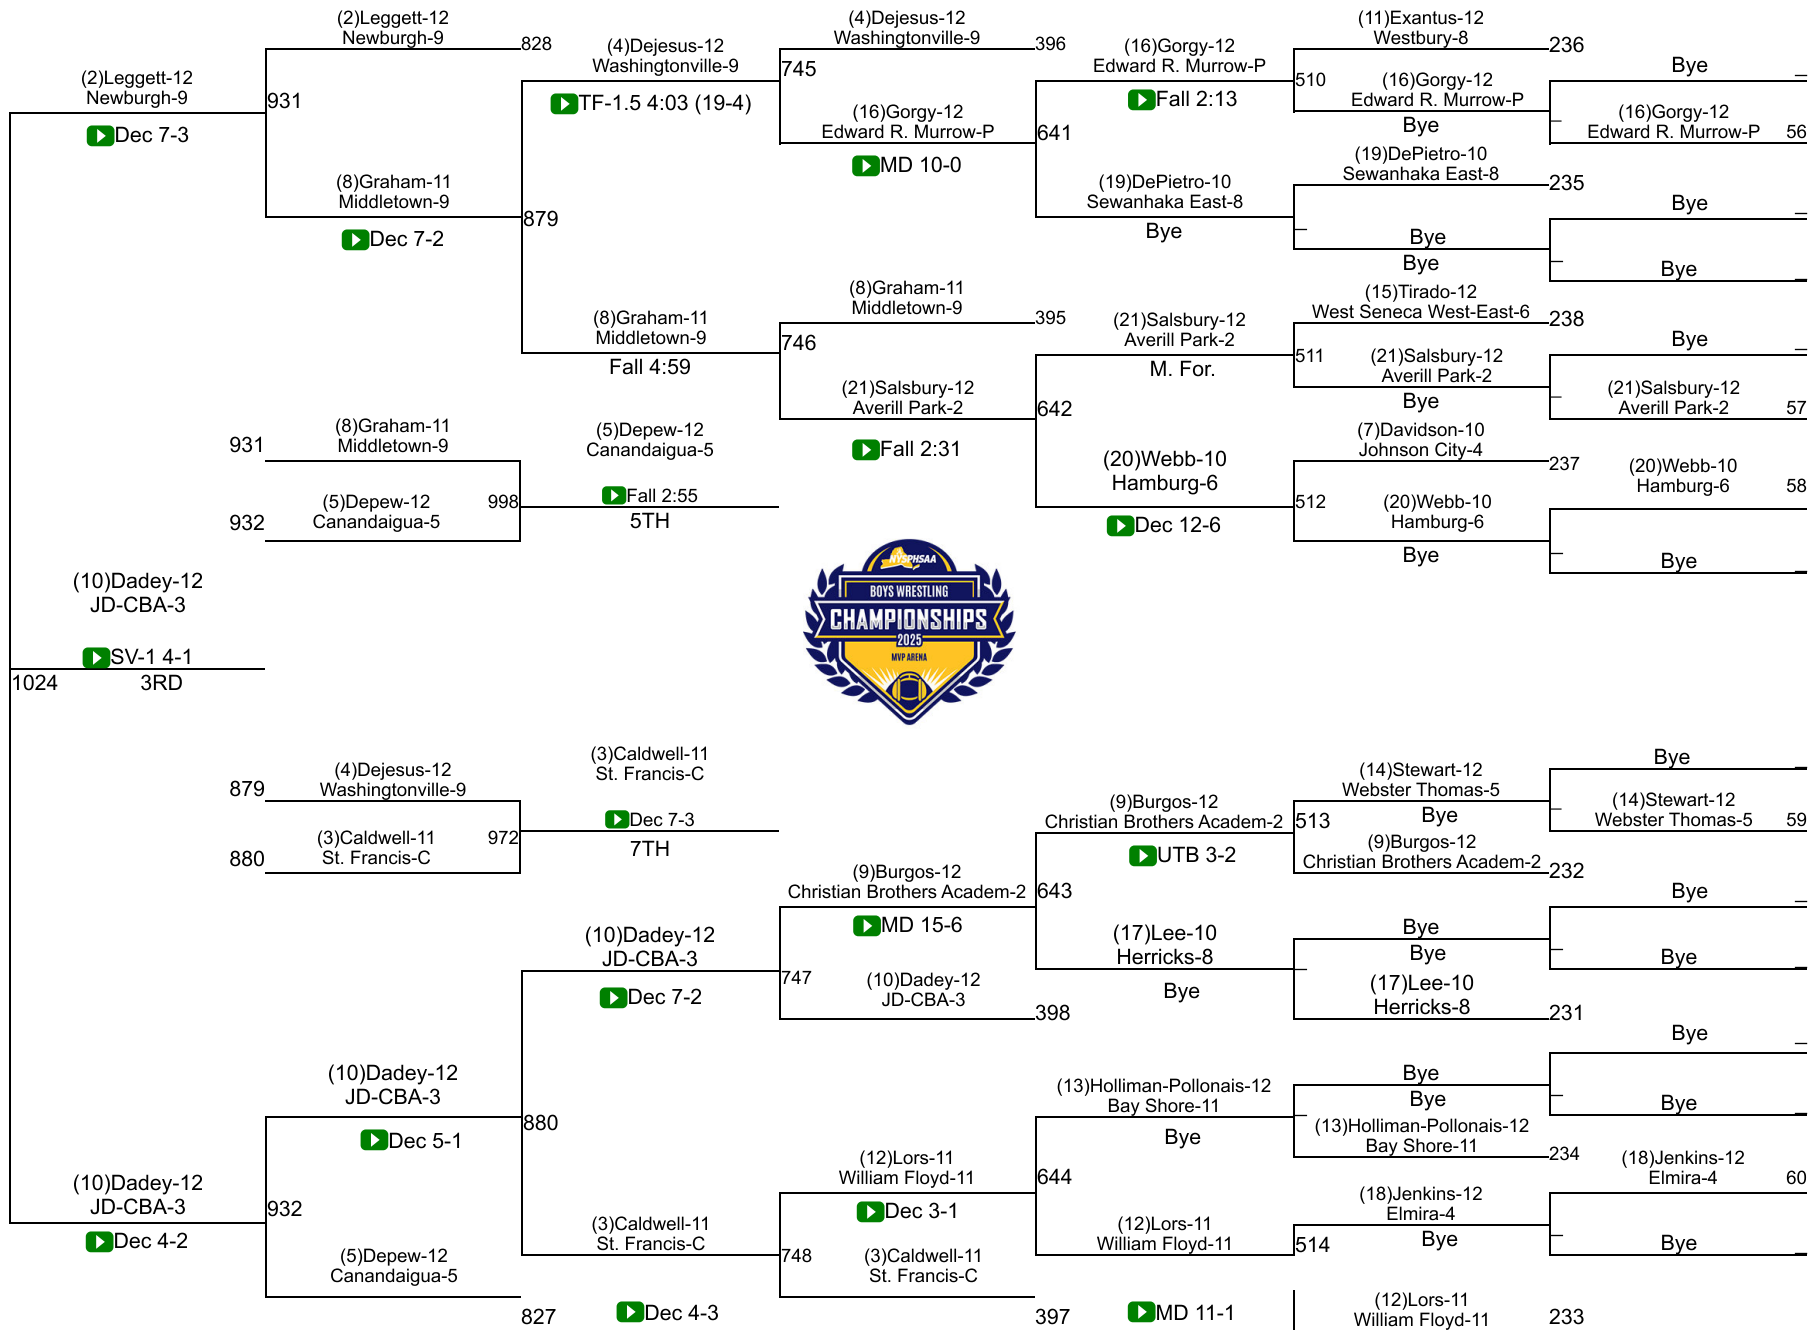 (2)Leggett-12
Newburgh-9
Dec 7-3
(10)Dadey-12
JD-CBA-3
SV-1 4-1
1024
3RD
(10)Dadey-12
JD-CBA-3
Dec 4-2
(2)Leggett-12
Newburgh-9
828
931
(8)Graham-11
Middletown-9
Dec 7-2
931
(8)Graham-11
Middletown-9
932
(5)Depew-12
Canandaigua-5
998
879
(4)Dejesus-12
Washingtonville-9
880
(3)Caldwell-11
St. Francis-C
972
(10)Dadey-12
JD-CBA-3
Dec 5-1
932
(5)Depew-12
Canandaigua-5
827
(4)Dejesus-12
Washingtonville-9
TF-1.5 4:03 (19-4)
879
(8)Graham-11
Middletown-9
Fall 4:59
(5)Depew-12
Canandaigua-5
Fall 2:55
5TH
(3)Caldwell-11
St. Francis-C
Dec 7-3
7TH
(10)Dadey-12
JD-CBA-3
Dec 7-2
880
(3)Caldwell-11
St. Francis-C
Dec 4-3
(4)Dejesus-12
Washingtonville-9
396
745
(16)Gorgy-12
Edward R. Murrow-P
MD 10-0
(8)Graham-11
Middletown-9
395
746
(21)Salsbury-12
Averill Park-2
Fall 2:31
NYSPHSAA
BOYS WRESTLING
CHAMPIONSHIPS
2025
MVP ARENA
(9)Burgos-12
Christian Brothers Academ-2
MD 15-6
747
(10)Dadey-12
JD-CBA-3
398
(12)Lors-11
William Floyd-11
Dec 3-1
748
(3)Caldwell-11
St. Francis-C
397
(16)Gorgy-12
Edward R. Murrow-P
Fall 2:13
641
(19)DePietro-10
Sewanhaka East-8
Bye
(21)Salsbury-12
Averill Park-2
M. For.
642
(20)Webb-10
Hamburg-6
Dec 12-6
(9)Burgos-12
Christian Brothers Academ-2
UTB 3-2
643
(17)Lee-10
Herricks-8
Bye
(13)Holliman-Pollonais-12
Bay Shore-11
Bye
644
(12)Lors-11
William Floyd-11
MD 11-1
(11)Exantus-12
Westbury-8
236
510
(16)Gorgy-12
Edward R. Murrow-P
Bye
(19)DePietro-10
Sewanhaka East-8
235
Bye
Bye
(15)Tirado-12
West Seneca West-East-6
238
511
(21)Salsbury-12
Averill Park-2
Bye
(7)Davidson-10
Johnson City-4
237
512
(20)Webb-10
Hamburg-6
Bye
(14)Stewart-12
Webster Thomas-5
Bye
513
(9)Burgos-12
Christian Brothers Academ-2
232
Bye
Bye
(17)Lee-10
Herricks-8
231
Bye
Bye
(13)Holliman-Pollonais-12
Bay Shore-11
234
(18)Jenkins-12
Elmira-4
Bye
514
(12)Lors-11
William Floyd-11
233
Bye
(16)Gorgy-12
Edward R. Murrow-P
56
Bye
Bye
Bye
(21)Salsbury-12
Averill Park-2
57
(20)Webb-10
Hamburg-6
58
Bye
Bye
(14)Stewart-12
Webster Thomas-5
59
Bye
Bye
Bye
Bye
(18)Jenkins-12
Elmira-4
60
Bye